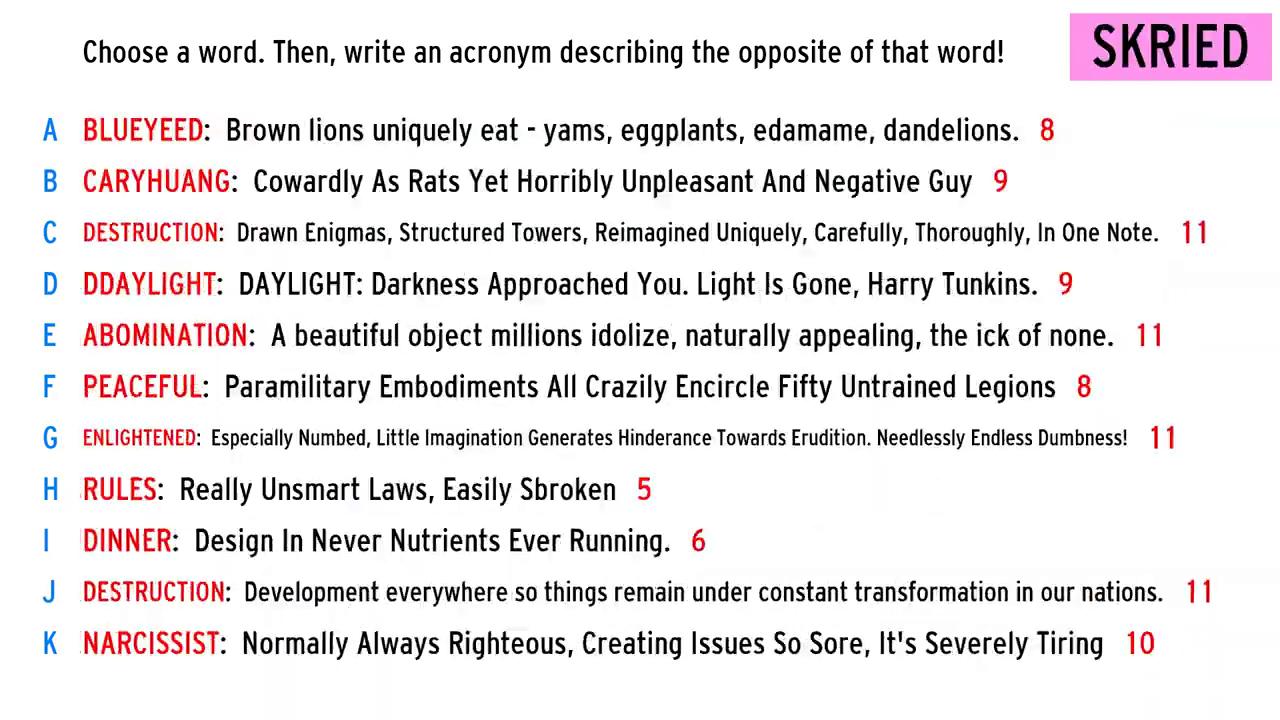 Choose a word. Then, write an acronym describing the opposite of that word!
SKRIED
A BLUEYEED: Brown lions uniquely eat - yams, eggplants, edamame, dandelions. 8
B CARYHUANG: Cowardly As Rats Yet Horribly Unpleasant And Negative Guy 9
C DESTRUCTION: Drawn Enigmas, Structured Towers, Reimagined Uniquely, Carefully, Thoroughly, In One Note. 11
D DDAYLIGHT: DAYLIGHT: Darkness Approached You. Light Is Gone, Harry Tunkins. 9
E ABOMINATION: A beautiful object millions idolize, naturally appealing, the ick of none. 11
F PEACEFUL: Paramilitary Embodiments All Crazily Encircle Fifty Untrained Legions 8
G ENLIGHTENED: Especially Numbed, Little Imagination Generates Hinderance Towards Erudition. Needlessly Endless Dumbness! 11
H RULES: Really Unsmart Laws, Easily Sbroken 5
I DINNER: Design In Never Nutrients Ever Running. 6
J DESTRUCTION: Development everywhere so things remain under constant transformation in our nations. 11
K NARCISSIST: Normally Always Righteous, Creating Issues So Sore, It's Severely Tiring 10